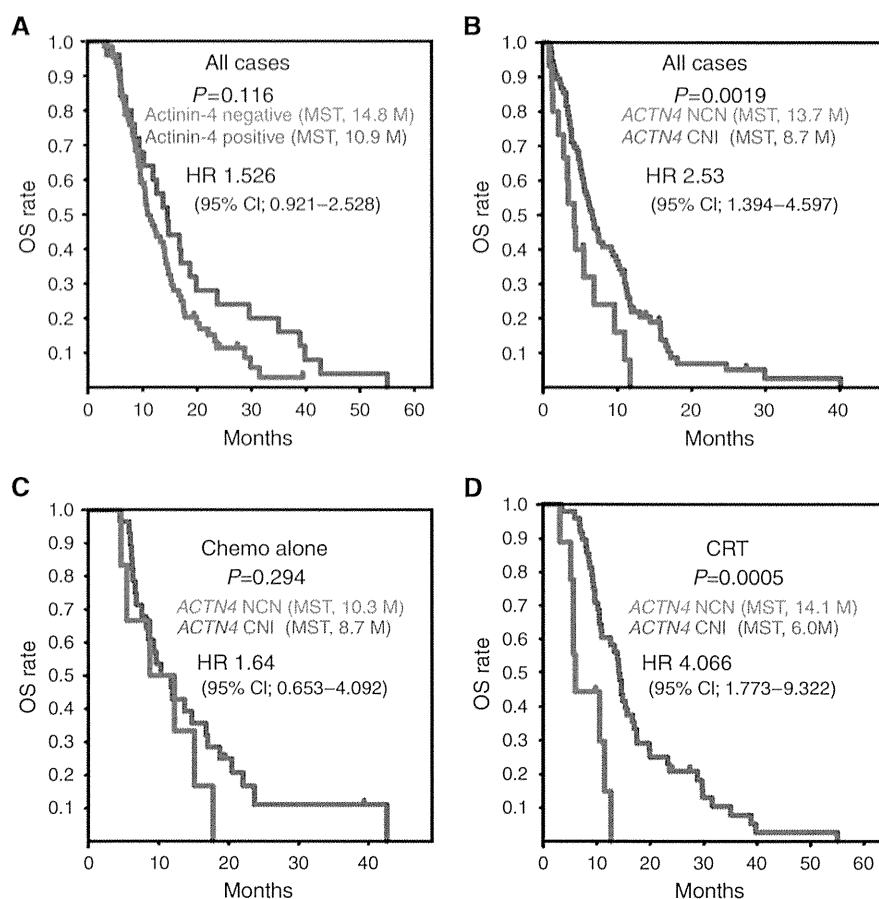 A
All cases
P=0.116
Actinin-4 negative (MST, 14.8 M)
Actinin-4 positive (MST, 10.9 M)
HR 1.526
(95% CI; 0.921–2.528)
OS rate
1.0
0.9
0.8
0.7
0.6
0.5
0.4
0.3
0.2
0.1
0 10 20 30 40 50 60
Months
B
All cases
P=0.0019
ACTN4 NCN (MST, 13.7 M)
ACTN4 CNI (MST, 8.7 M)
HR 2.53
(95% CI; 1.394–4.597)
OS rate
1.0
0.9
0.8
0.7
0.6
0.5
0.4
0.3
0.2
0.1
0 10 20 30 40
Months
C
Chemo alone
P=0.294
ACTN4 NCN (MST, 10.3 M)
ACTN4 CNI (MST, 8.7 M)
HR 1.64
(95% CI; 0.653–4.092)
OS rate
1.0
0.9
0.8
0.7
0.6
0.5
0.4
0.3
0.2
0.1
0 10 20 30 40
Months
D
CRT
P=0.0005
ACTN4 NCN (MST, 14.1 M)
ACTN4 CNI (MST, 6.0M)
HR 4.066
(95% CI; 1.773–9.322)
OS rate
1.0
0.9
0.8
0.7
0.6
0.5
0.4
0.3
0.2
0.1
0 10 20 30 40 50 60
Months